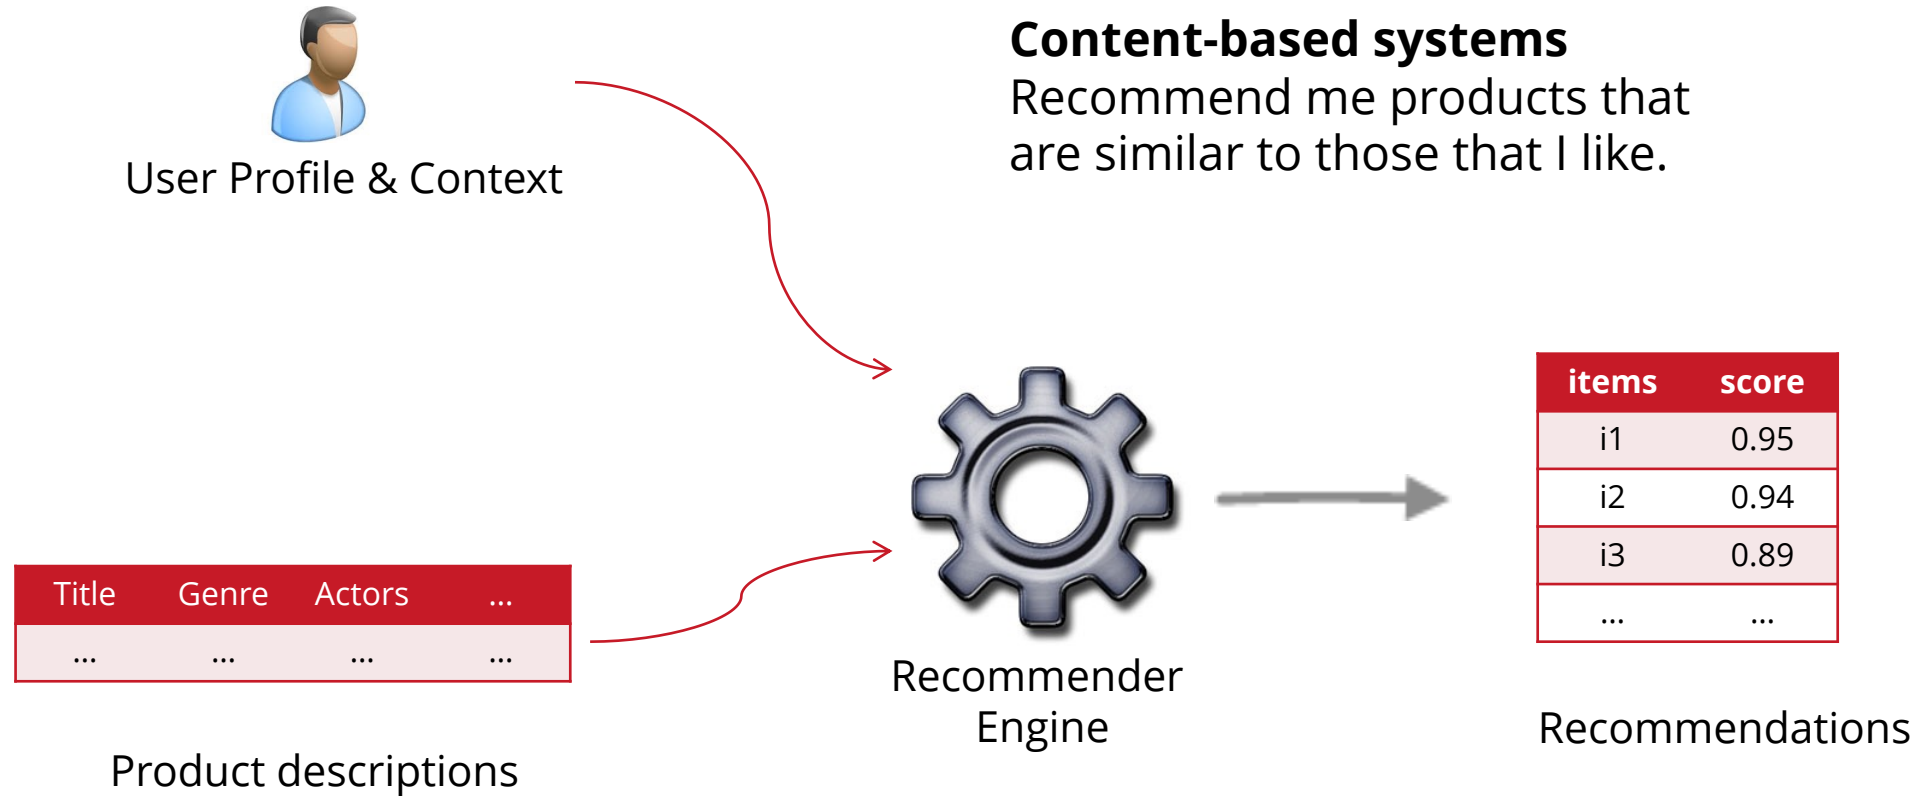 Content-based systems
Recommend me products that
are similar to those that I like.
User Profile & Context
Title Genre Actors ...
... ... ... ...
Product descriptions
Recommender
Engine
items score
i1 0.95
i2 0.94
i3 0.89
... ...
Recommendations